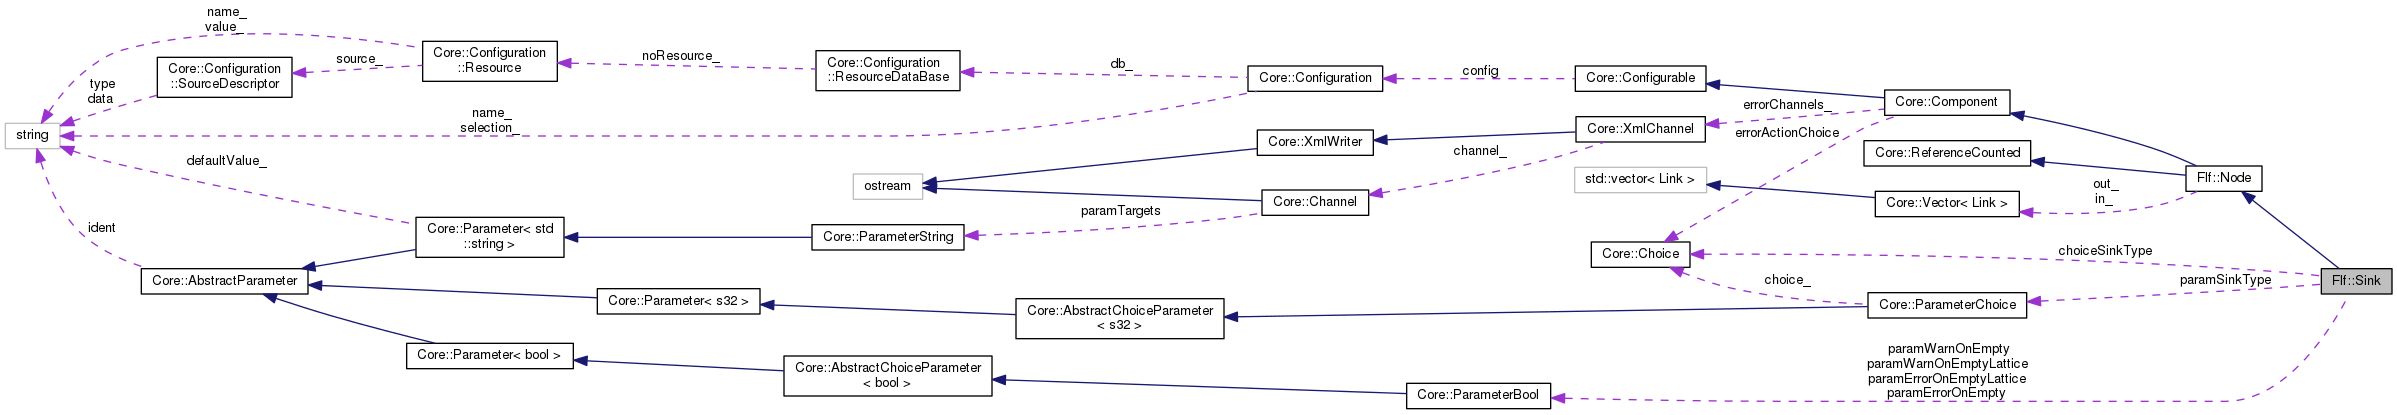 name_
value_
Core::Configuration
::Resource
source_
Core::Configuration
::SourceDescriptor
type
data
noResource_
Core::Configuration
::ResourceDataBase
db_
Core::Configuration
config
Core::Configurable
name_
selection_
string
errorChannels_
Core::Component
errorActionChoice
Core::XmlChannel
Core::XmlWriter
channel_
Core::ReferenceCounted
defaultValue_
ostream
std::vector< Link >
Flf::Node
out_
in_
Core::Vector< Link >
Core::Channel
paramTargets
ident
Core::Parameter< std
::string >
Core::ParameterString
Core::Choice
choiceSinkType
Core::AbstractParameter
choice_
paramSinkType
Flf::Sink
Core::Parameter< s32 >
Core::AbstractChoiceParameter
< s32 >
Core::ParameterChoice
Core::Parameter< bool >
Core::AbstractChoiceParameter
< bool >
paramWarnOnEmpty
paramWarnOnEmptyLattice
paramErrorOnEmptyLattice
paramErrorOnEmpty
Core::ParameterBool